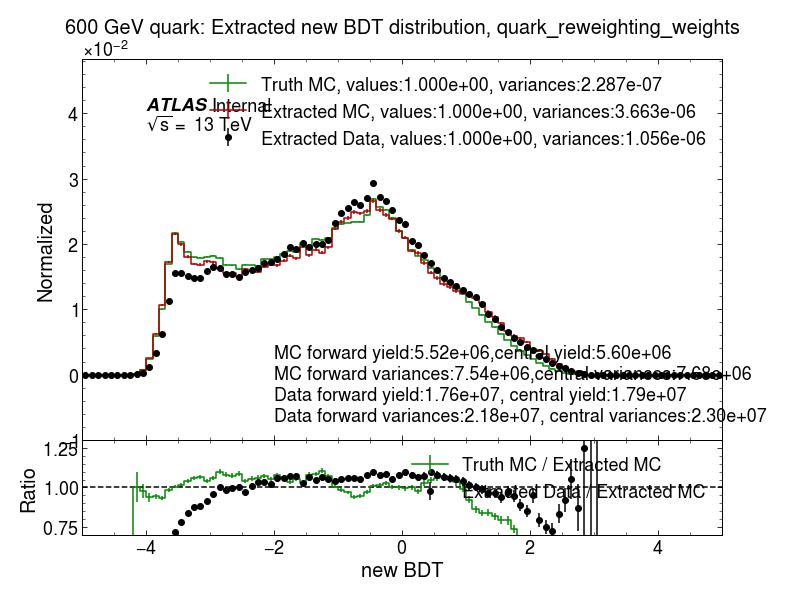 600 GeV quark: Extracted new BDT distribution, quark_reweighting_weights
×10⁻²
Truth MC, values:1.000e+00, variances:2.287e-07
ATLAS Internal
Extracted MC, values:1.000e+00, variances:3.663e-06
√s = 13 TeV
Extracted Data, values:1.000e+00, variances:1.056e-06
4
3
2
1
0
Normalized
MC forward yield:5.52e+06,central yield:5.60e+06
MC forward variances:7.54e+06,central variances:7.68e+06
Data forward yield:1.76e+07, central yield:1.79e+07
Data forward variances:2.18e+07, central variances:2.30e+07
1.25
1.00
0.75
Ratio
Truth MC / Extracted MC
Extracted Data / Extracted MC
−4 −2 0 2 4
new BDT